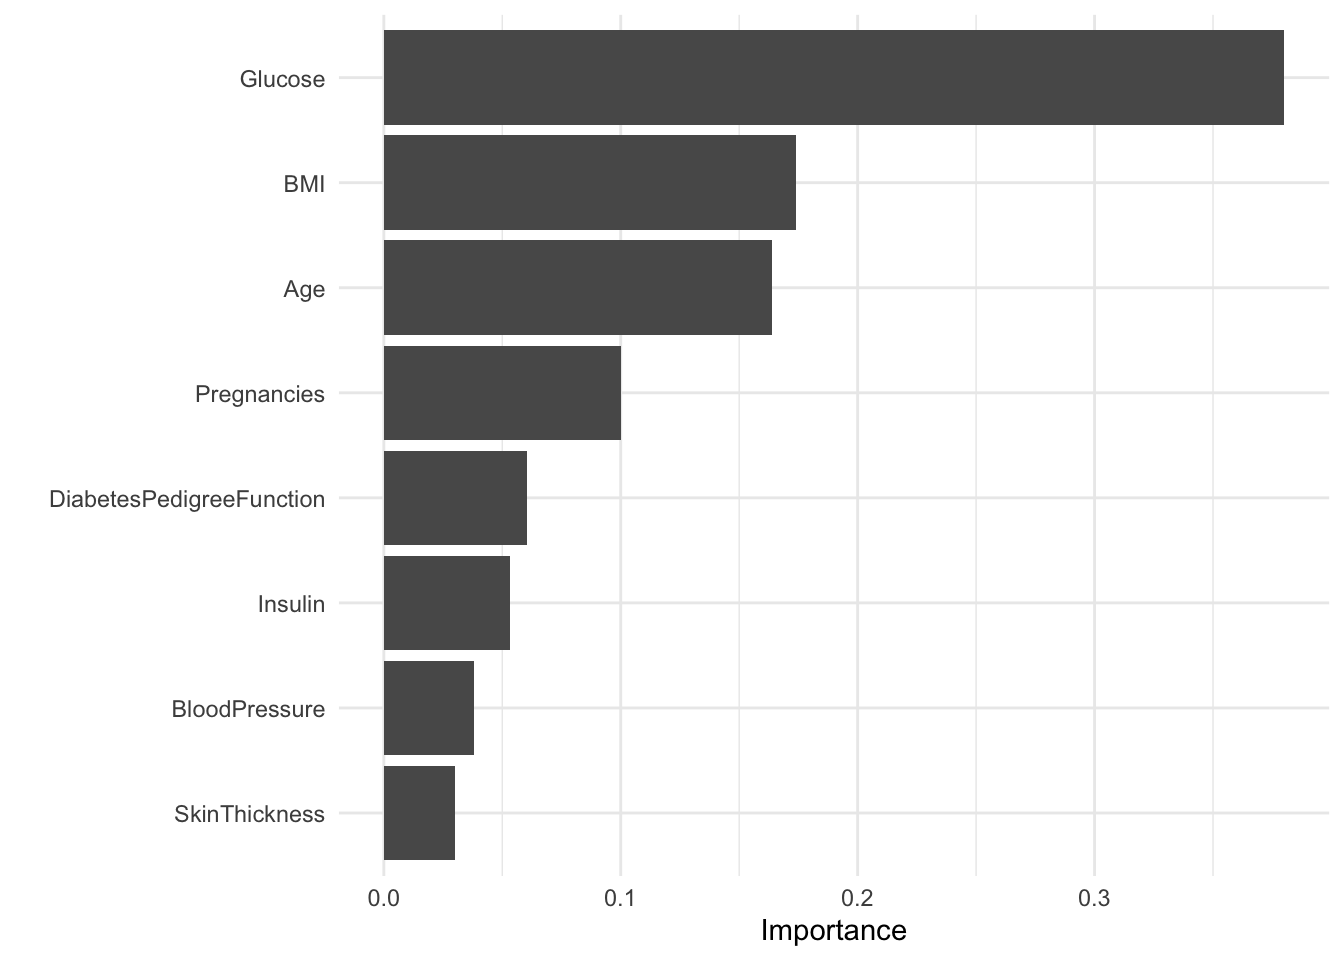 Glucose
BMI
Age
Pregnancies
DiabetesPedigreeFunction
Insulin
BloodPressure
SkinThickness
0.0 0.1 0.2 0.3
Importance